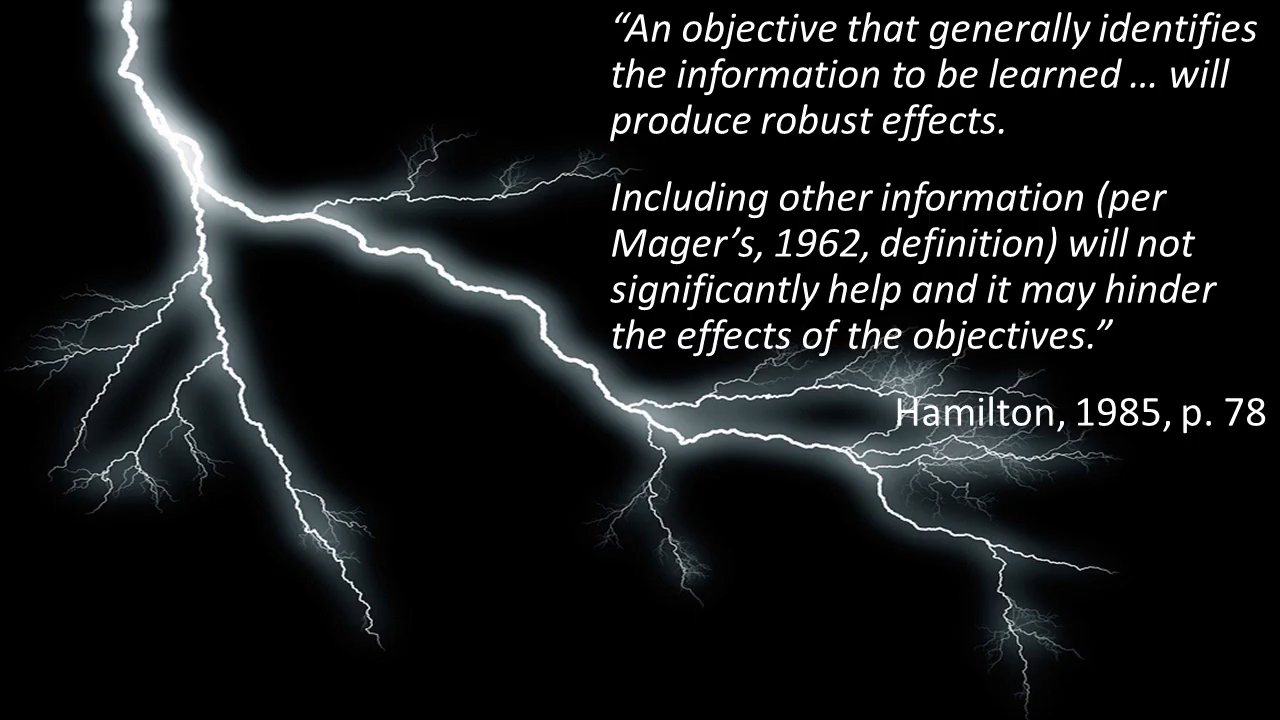 “An objective that generally identifies
the information to be learned … will
produce robust effects.
Including other information (per
Mager’s, 1962, definition) will not
significantly help and it may hinder
the effects of the objectives.”
Hamilton, 1985, p. 78